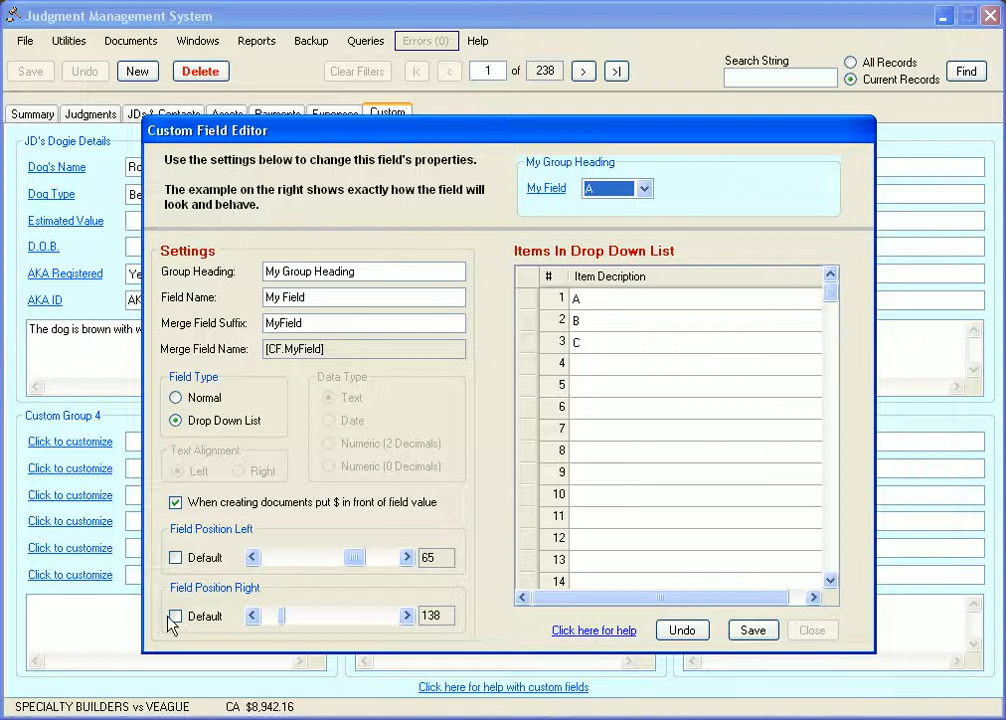 Judgment Management System
File Utilities Documents Windows Reports Backup Queries Errors (0) Help
Save Undo New Delete Clear Filters |< < 1 of 238 > >| Search String All Records Current Records Find
Summary Judgments JDs & Contacts Assets Payments Expenses Custom
JD's Dogie Details
Dog's Name
Dog Type
Estimated Value
D.O.B.
AKA Registered
AKA ID
The dog is brown with
Custom Group 4
Click to customize
Click to customize
Click to customize
Click to customize
Click to customize
Click to customize
Custom Field Editor
Use the settings below to change this field's properties.
The example on the right shows exactly how the field will
look and behave.
My Group Heading
My Field A
Settings
Group Heading: My Group Heading
Field Name: My Field
Merge Field Suffix: MyField
Merge Field Name: [CF.MyField]
Field Type
Normal
Drop Down List
Data Type
Text
Date
Numeric (2 Decimals)
Numeric (0 Decimals)
Text Alignment
Left Right
When creating documents put $ in front of field value
Field Position Left
Default 65
Field Position Right
Default 138
Items In Drop Down List
# Item Decription
1 A
2 B
3 C
4
5
6
7
8
9
10
11
12
13
14
Click here for help Undo Save Close
Click here for help with custom fields
SPECIALTY BUILDERS vs VEAGUE CA $8,942.16